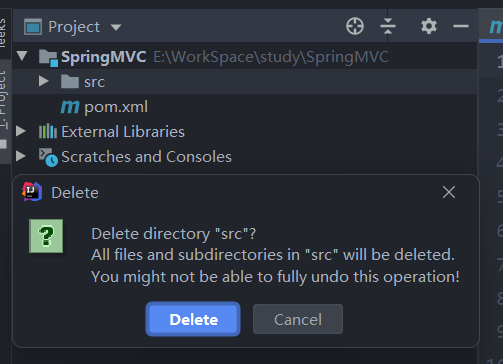 Project
SpringMVC E:\WorkSpace\study\SpringMVC
src
m pom.xml
External Libraries
Scratches and Consoles
Project
Delete
Delete directory "src"?
All files and subdirectories in "src" will be deleted.
You might not be able to fully undo this operation!
Delete Cancel